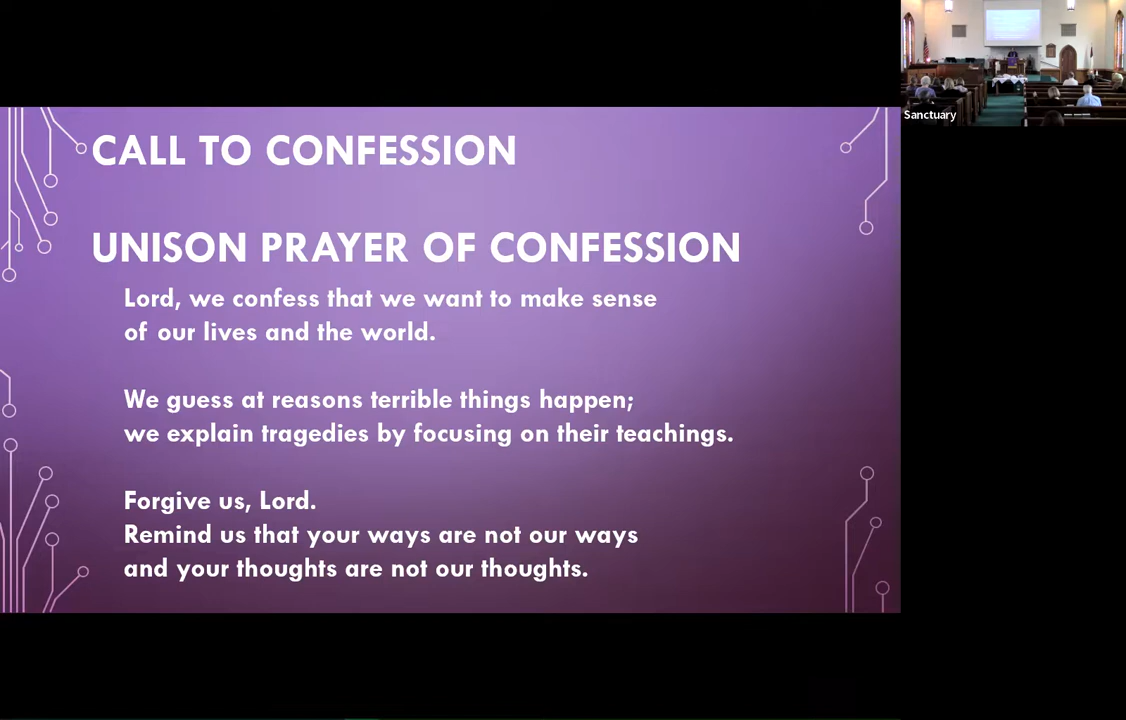 CALL TO CONFESSION
UNISON PRAYER OF CONFESSION
Lord, we confess that we want to make sense
of our lives and the world.
We guess at reasons terrible things happen;
we explain tragedies by focusing on their teachings.
Forgive us, Lord.
Remind us that your ways are not our ways
and your thoughts are not our thoughts.
Sanctuary